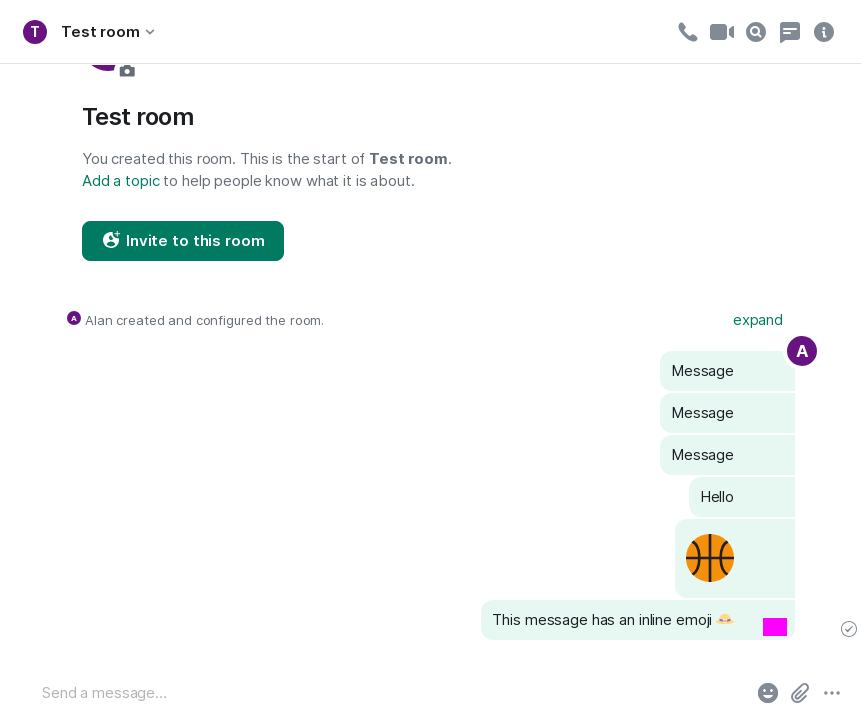 T Test room
Test room
You created this room. This is the start of Test room.
Add a topic to help people know what it is about.
Invite to this room
A Alan created and configured the room. expand
A
Message
Message
Message
Hello
This message has an inline emoji 👒
Send a message…